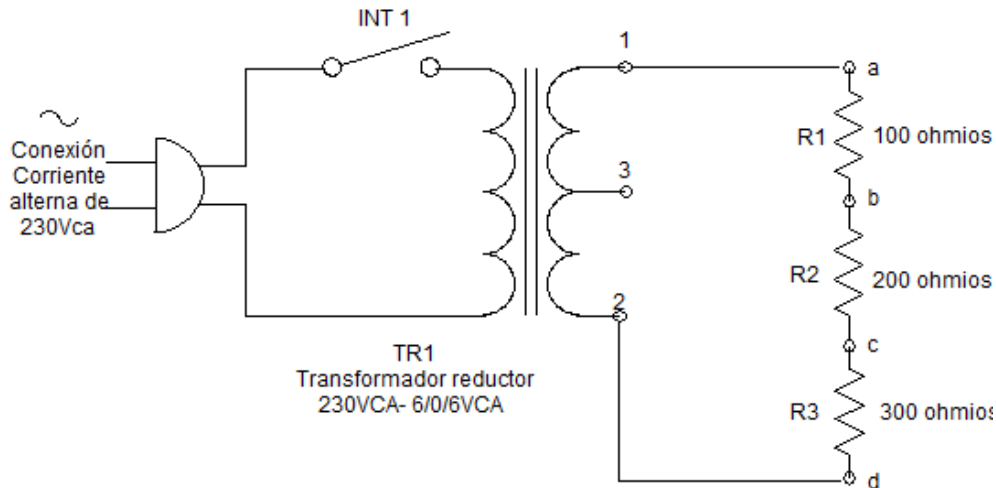 INT 1
1
a
R1
100 ohmios
Conexión
Corriente
alterna de
230Vca
3
b
R2
200 ohmios
2
c
TR1
Transformador reductor
230VCA- 6/0/6VCA
R3
300 ohmios
d